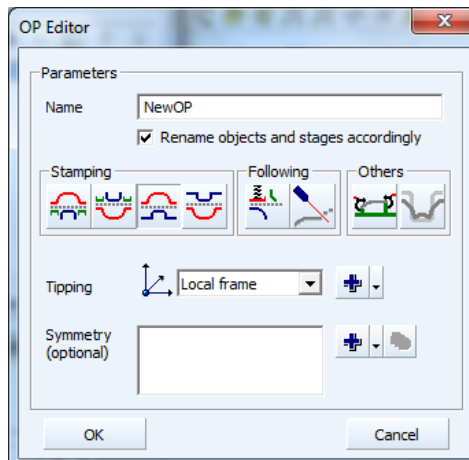 OP Editor
Parameters
Name
NewOP
Rename objects and stages accordingly
Stamping
Following
Others
Tipping
Local frame
Symmetry
(optional)
OK
Cancel